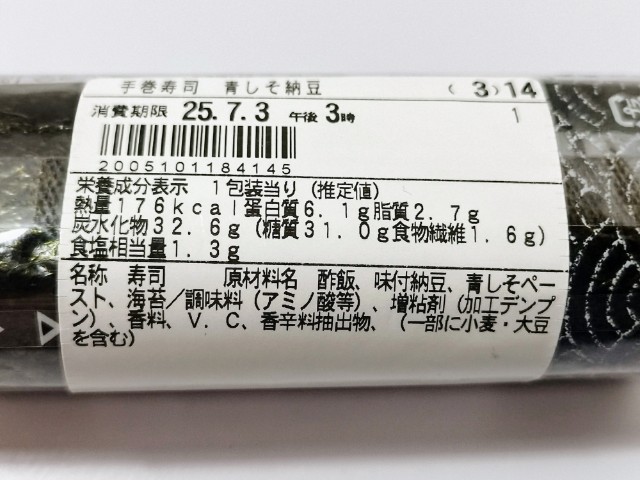 手巻寿司 青しそ納豆 (3)14
消費期限 25.7.3 午後3時 1
2005101184145
栄養成分表示 1包装当り(推定値)
熱量176kcal蛋白質6.1g脂質2.7g
炭水化物32.6g(糖質31.0g食物繊維1.6g)
食塩相当量1.3g
名称 寿司 原材料名 酢飯、味付納豆、青しそペー
スト、海苔/調味料(アミノ酸等)、増粘剤(加工デンプ
ン)、香料、V.C、香辛料抽出物、(一部に小麦・大豆
を含む)